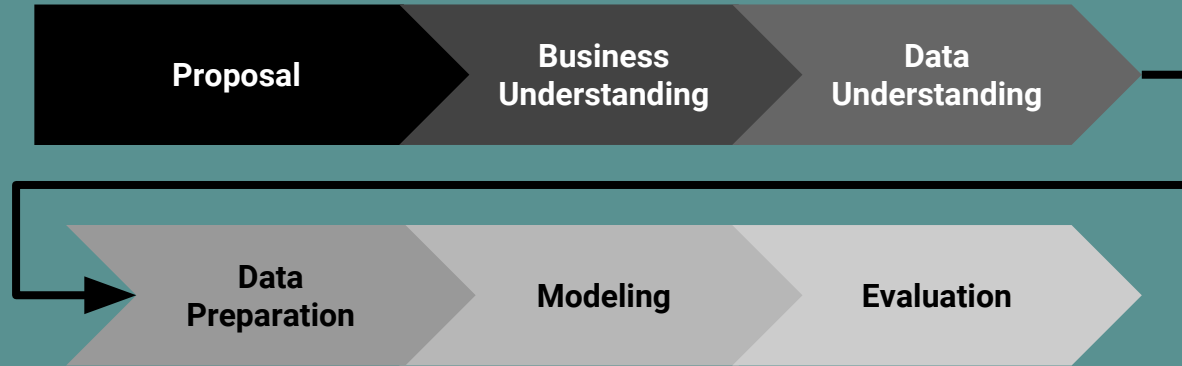 Proposal
Business
Understanding
Data
Understanding
Data
Preparation
Modeling
Evaluation